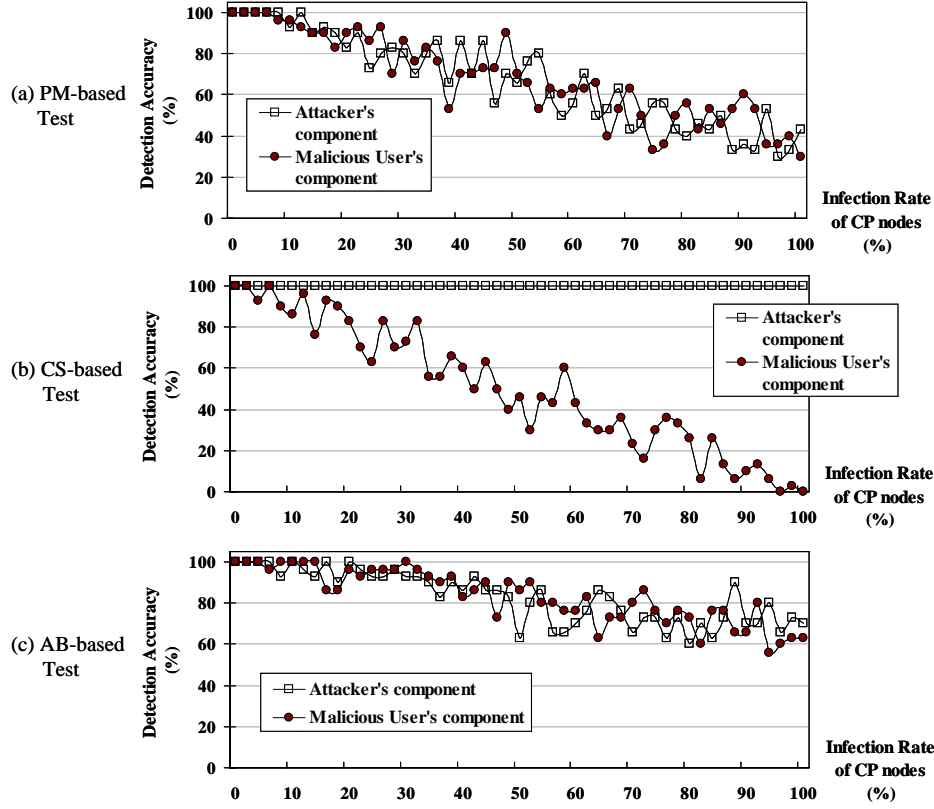 (a) PM-based
Test
Detection Accuracy
(%)
100
80
60
40
20
0
Attacker's
component
Malicious User's
component
0 10 20 30 40 50 60 70 80 90 100
Infection Rate
of CP nodes
(%)
(b) CS-based
Test
Detection Accuracy
(%)
100
80
60
40
20
0
Attacker's
component
Malicious User's
component
0 10 20 30 40 50 60 70 80 90 100
Infection Rate
of CP nodes
(%)
(c) AB-based
Test
Detection Accuracy
(%)
100
80
60
40
20
0
Attacker's component
Malicious User's component
0 10 20 30 40 50 60 70 80 90 100
Infection Rate
of CP nodes
(%)